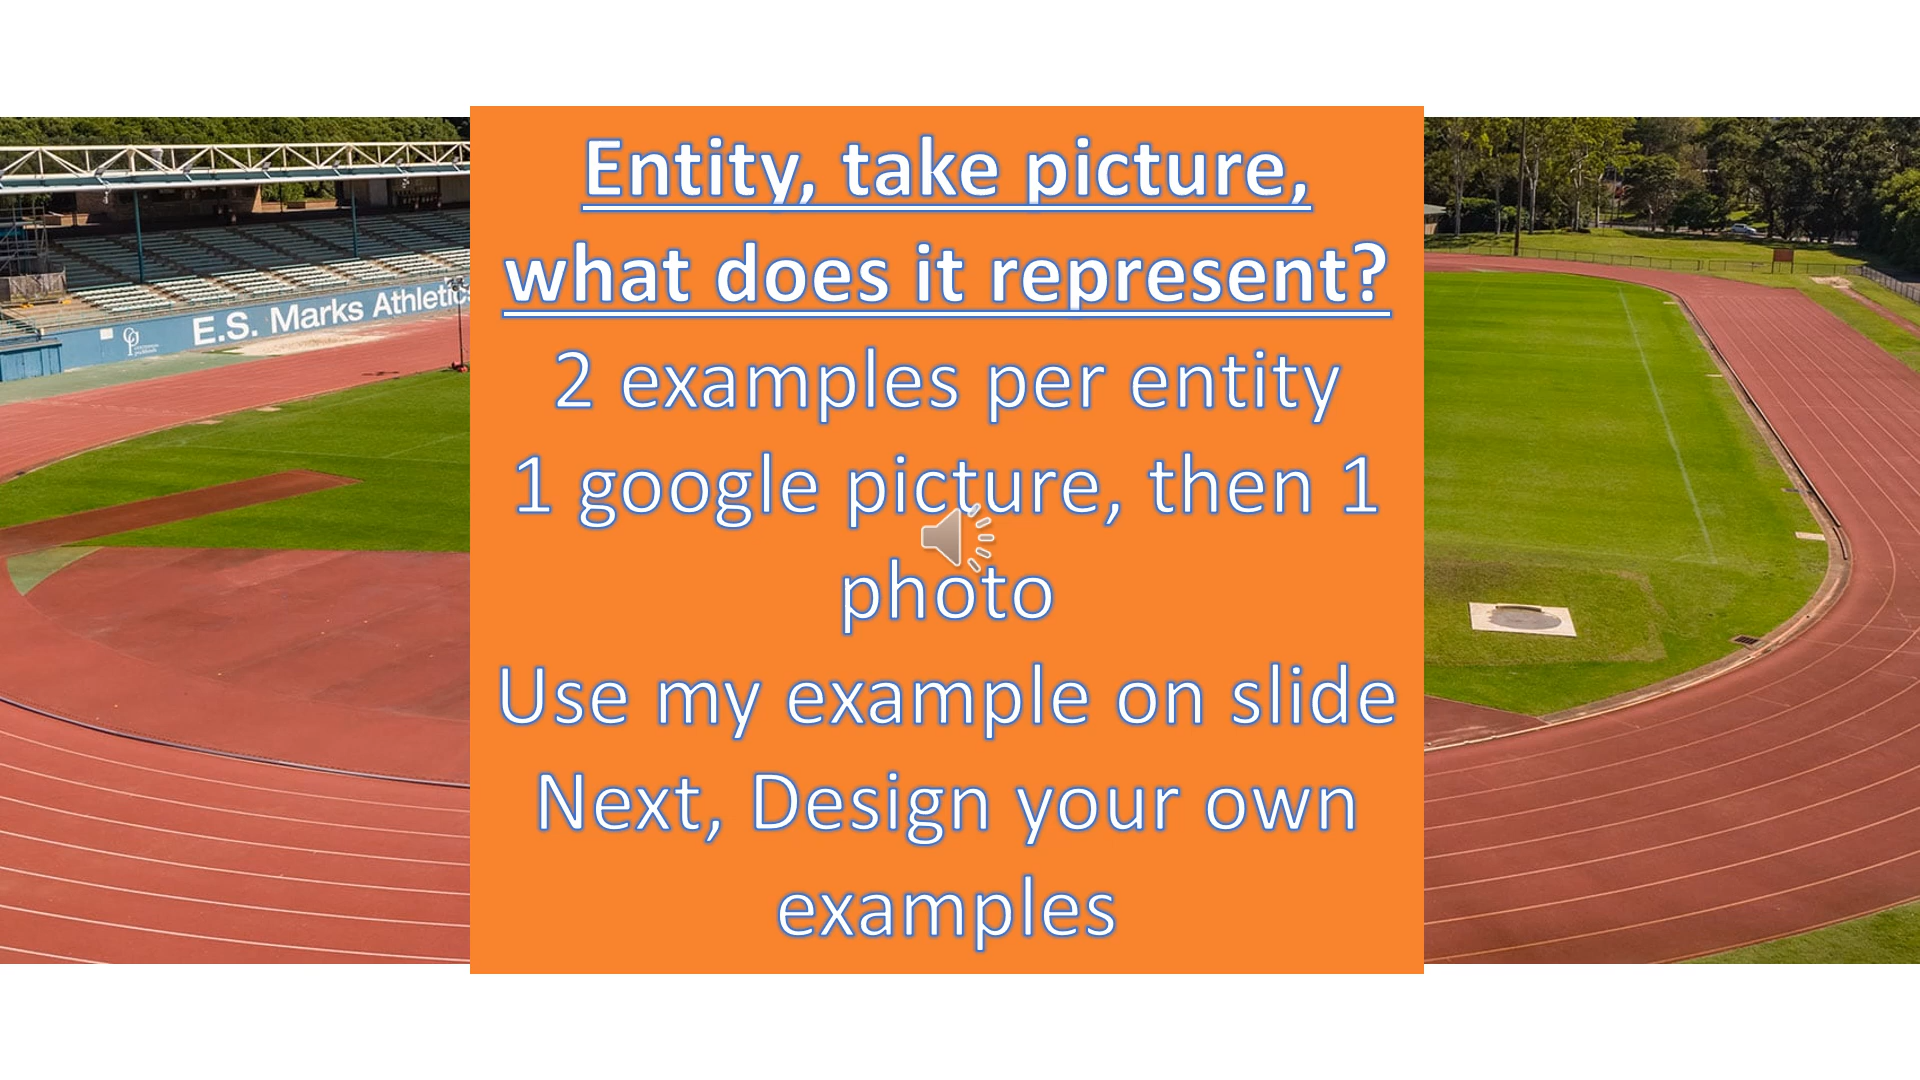 Entity, take picture,
what does it represent?
2 examples per entity
1 google picture, then 1
photo
Use my example on slide
Next, Design your own
examples
E.S. Marks Athletic